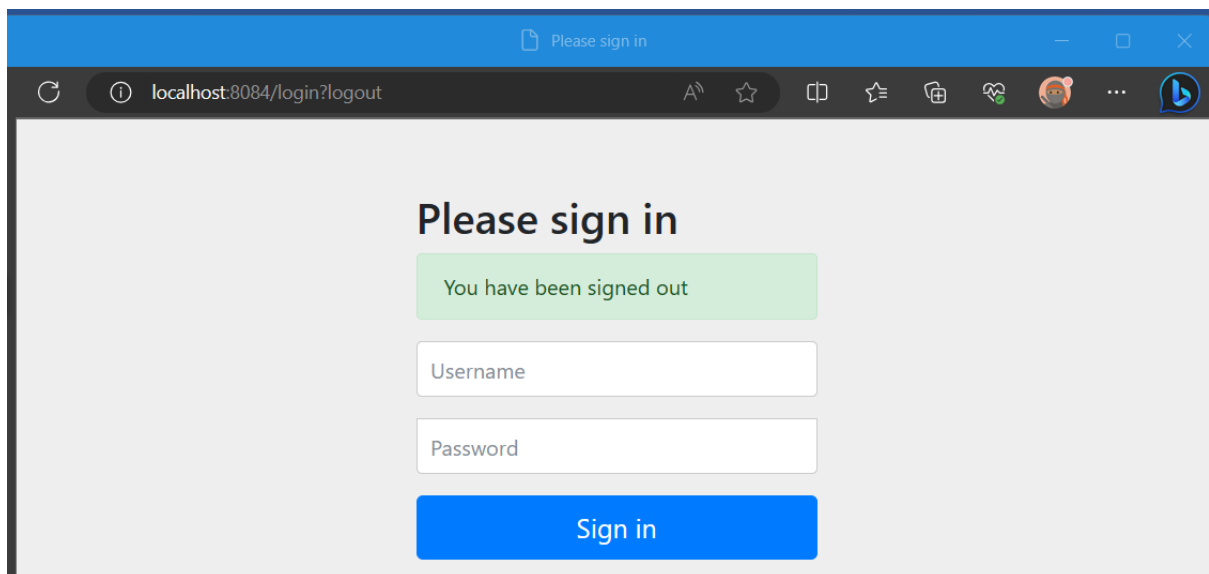 Please sign in
localhost:8084/login?logout
Please sign in
You have been signed out
Username
Password
Sign in